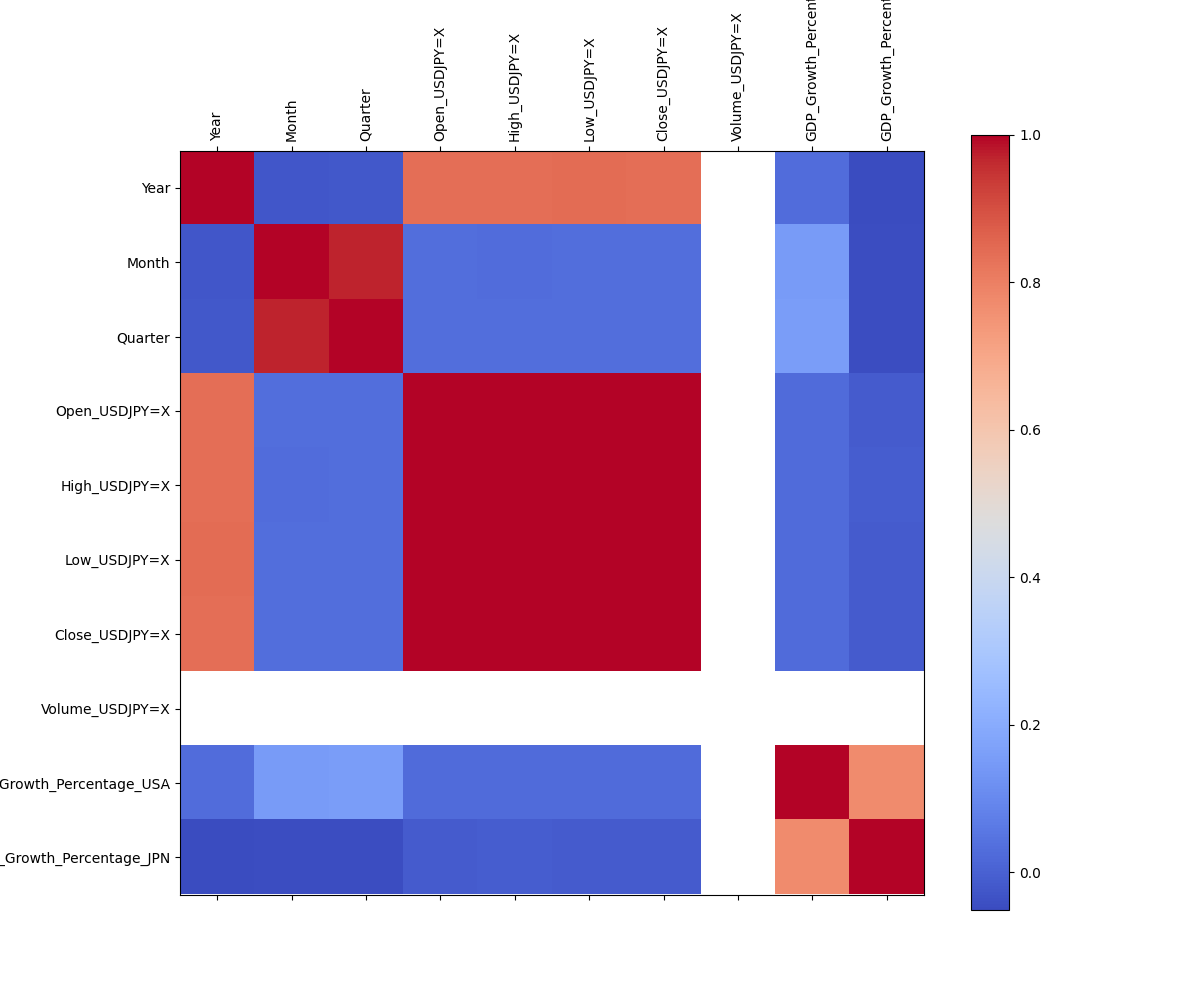 Year
Month
Quarter
Open_USDJPY=X
High_USDJPY=X
Low_USDJPY=X
Close_USDJPY=X
Volume_USDJPY=X
GDP_Growth_Percent
GDP_Growth_Percent
Year
Month
Quarter
Open_USDJPY=X
High_USDJPY=X
Low_USDJPY=X
Close_USDJPY=X
Volume_USDJPY=X
Growth_Percentage_USA
_Growth_Percentage_JPN
1.0
0.8
0.6
0.4
0.2
0.0